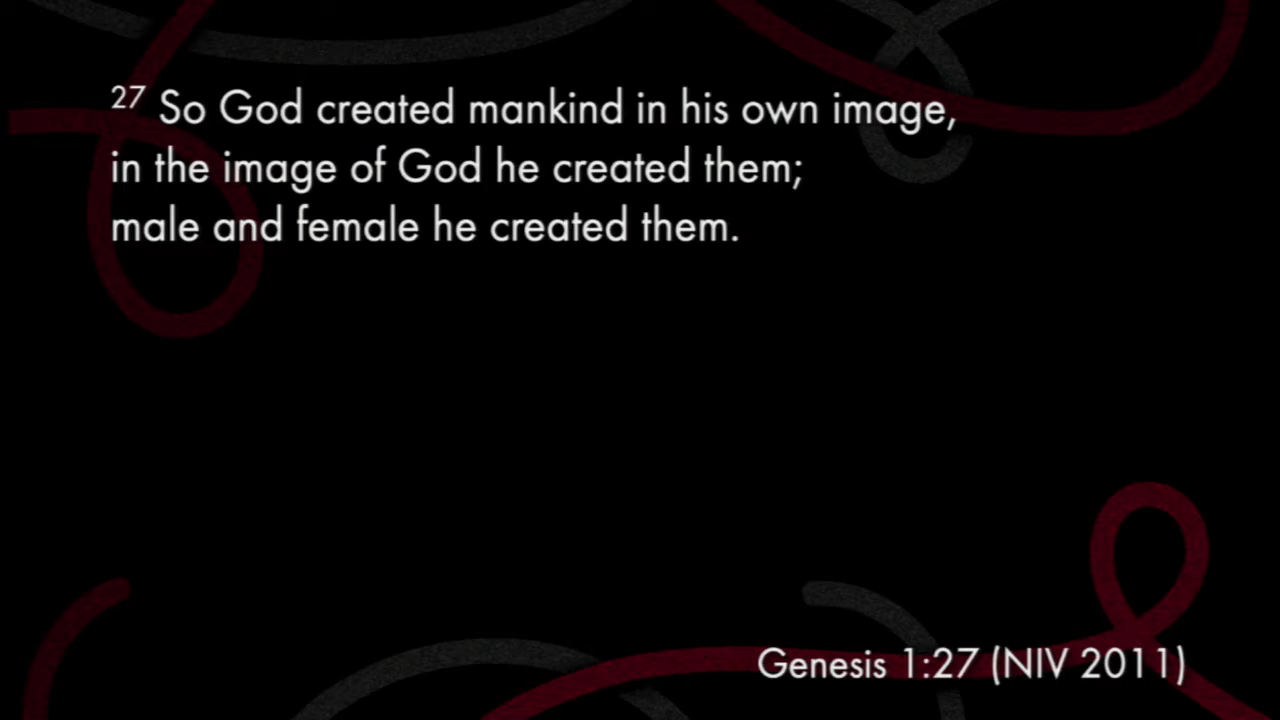 27 So God created mankind in his own image,
in the image of God he created them;
male and female he created them.
Genesis 1:27 (NIV 2011)